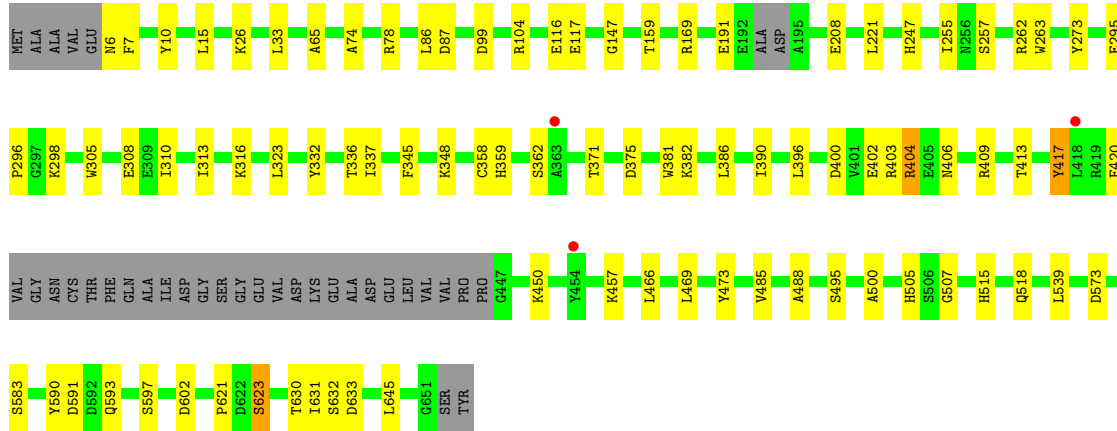 MET ALA ALA VAL GLU N6 F7 Y10 L15 K26 L33 A65 A74 R78 L86 D87 D99 R104 E116 E117 G147 T159 R169 E191 E192 ALA ASP A195 E208 L221 H247 I255 N256 S257 R262 W263 Y273 E295
P296 G297 K298 W305 E308 E309 I310 I313 K316 L323 Y332 T336 I337 F345 K348 C358 H359 S362 A363 T371 D375 W381 K382 L386 I390 L396 D400 V401 E402 R403 R404 E405 N406 R409 T413 Y417 L418 R419 E420
VAL GLY ASN CYS THR PHE GLN ALA ILE ASP GLY SER GLY GLU VAL ASP LYS GLU ALA ASP GLU LEU VAL VAL PRO PRO G447 K450 Y454 K457 L466 L469 Y473 V485 A488 S495 A500 H505 S506 G507 H515 Q518 L539 D573
S583 Y590 D591 D592 Q593 S597 D602 P621 D622 S623 T630 I631 S632 D633 L645 G651 SER TYR